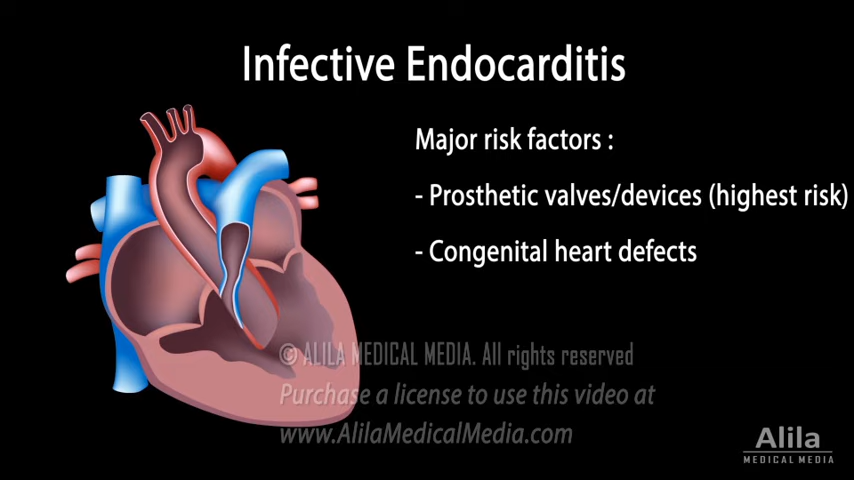 Infective Endocarditis
Major risk factors :
- Prosthetic valves/devices (highest risk)
- Congenital heart defects
© ALILA MEDICAL MEDIA. All rights reserved
Purchase a license to use this video at
www.AlilaMedicalMedia.com
Alila
MEDICAL MEDIA